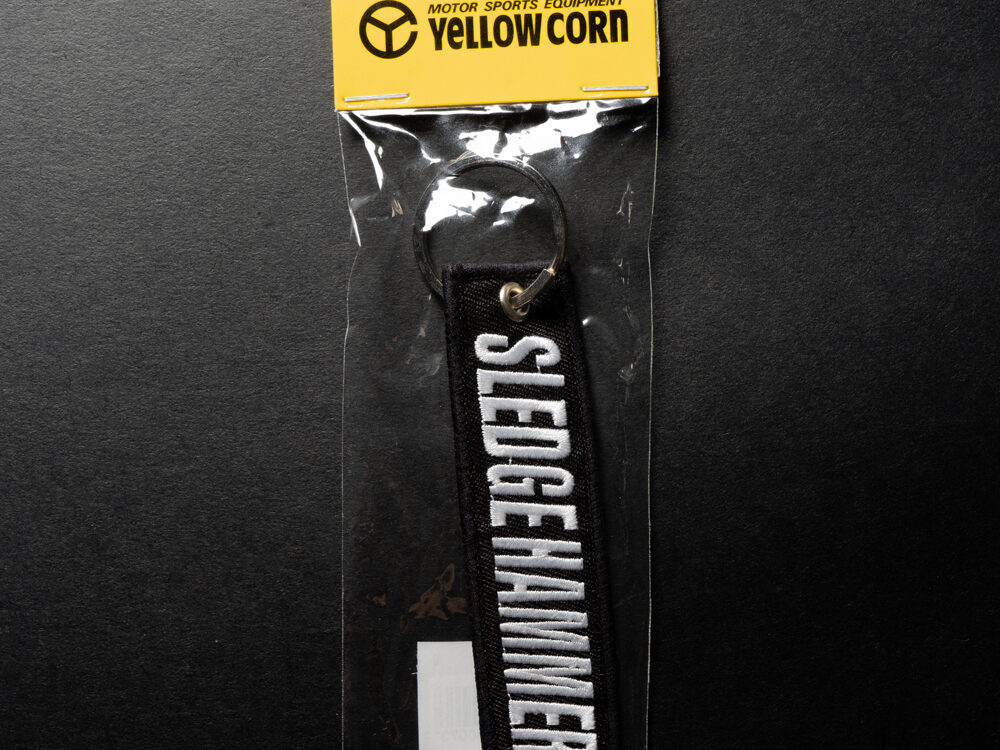 MOTOR SPORTS EQUIPMENT
YELLOW CORN
SLEDGEHAMMER